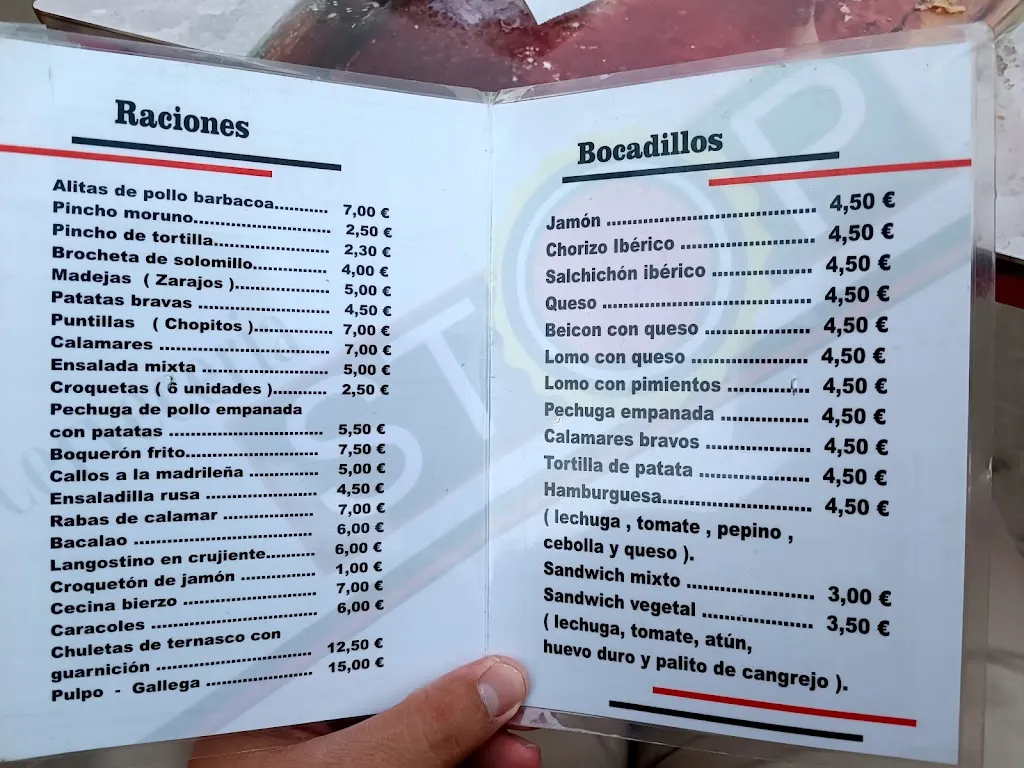 Raciones
Alitas de pollo barbacoa........... 7,00 €
Pincho moruno............................ 2,50 €
Pincho de tortilla....................... 2,30 €
Brocheta de solomillo............... 4,00 €
Madejas ( Zarajos ).................. 5,00 €
Patatas bravas ........................ 4,50 €
Puntillas ( Chopitos )............... 7,00 €
Calamares ............................... 7,00 €
Ensalada mixta ........................ 5,00 €
Croquetas ( 6 unidades )........... 2,50 €
Pechuga de pollo empanada
con patatas ............................. 5,50 €
Boquerón frito.......................... 7,50 €
Callos a la madrileña ............... 5,00 €
Ensaladilla rusa ....................... 4,50 €
Rabas de calamar .................... 7,00 €
Bacalao ................................... 6,00 €
Langostino en crujiente............ 6,00 €
Croquetón de jamón ................ 1,00 €
Cecina bierzo .......................... 7,00 €
Caracoles ................................ 6,00 €
Chuletas de ternasco con
guarnición ............................... 12,50 €
Pulpo - Gallega ....................... 15,00 €
Bocadillos
Jamón ..................................... 4,50 €
Chorizo Ibérico ....................... 4,50 €
Salchichón ibérico .................. 4,50 €
Queso ..................................... 4,50 €
Beicon con queso .................... 4,50 €
Lomo con queso ...................... 4,50 €
Lomo con pimientos ................ 4,50 €
Pechuga empanada .................. 4,50 €
Calamares bravos .................... 4,50 €
Tortilla de patata ..................... 4,50 €
Hamburguesa........................... 4,50 €
( lechuga , tomate , pepino ,
cebolla y queso ).
Sandwich mixto ....................... 3,00 €
Sandwich vegetal .................... 3,50 €
( lechuga, tomate, atún,
huevo duro y palito de cangrejo ).
STOP